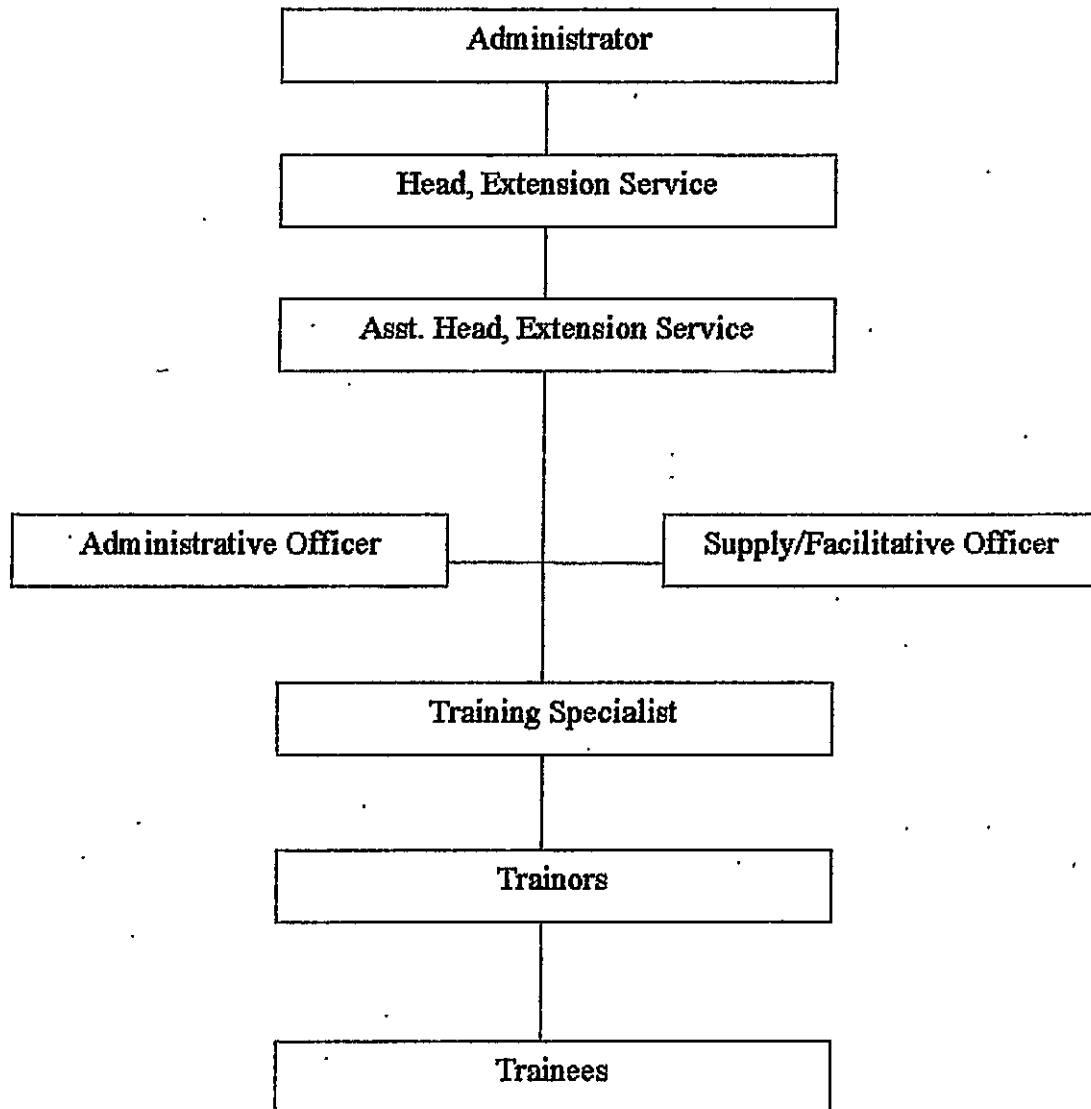 Administrator
Head, Extension Service
Asst. Head, Extension Service
Administrative Officer
Supply/Facilitative Officer
Training Specialist
Trainors
Trainees